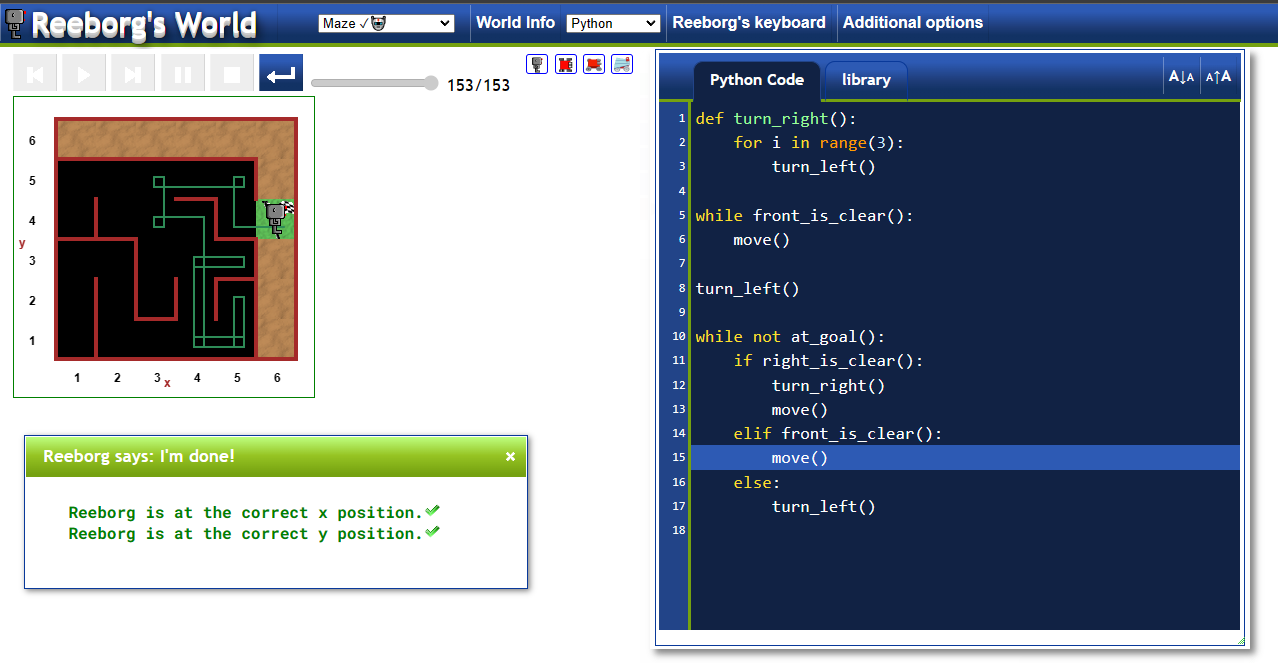 Reeborg's World
Maze ✓
World Info
Python
Reeborg's keyboard
Additional options
153/153
6
5
4
y
3
2
1
1 2 3 x 4 5 6
Reeborg says: I'm done!
×
Reeborg is at the correct x position.
Reeborg is at the correct y position.
Python Code
library
A↓A
A↑A
1 def turn_right():
2     for i in range(3):
3         turn_left()
4
5 while front_is_clear():
6     move()
7
8 turn_left()
9
10 while not at_goal():
11     if right_is_clear():
12         turn_right()
13         move()
14     elif front_is_clear():
15         move()
16     else:
17         turn_left()
18